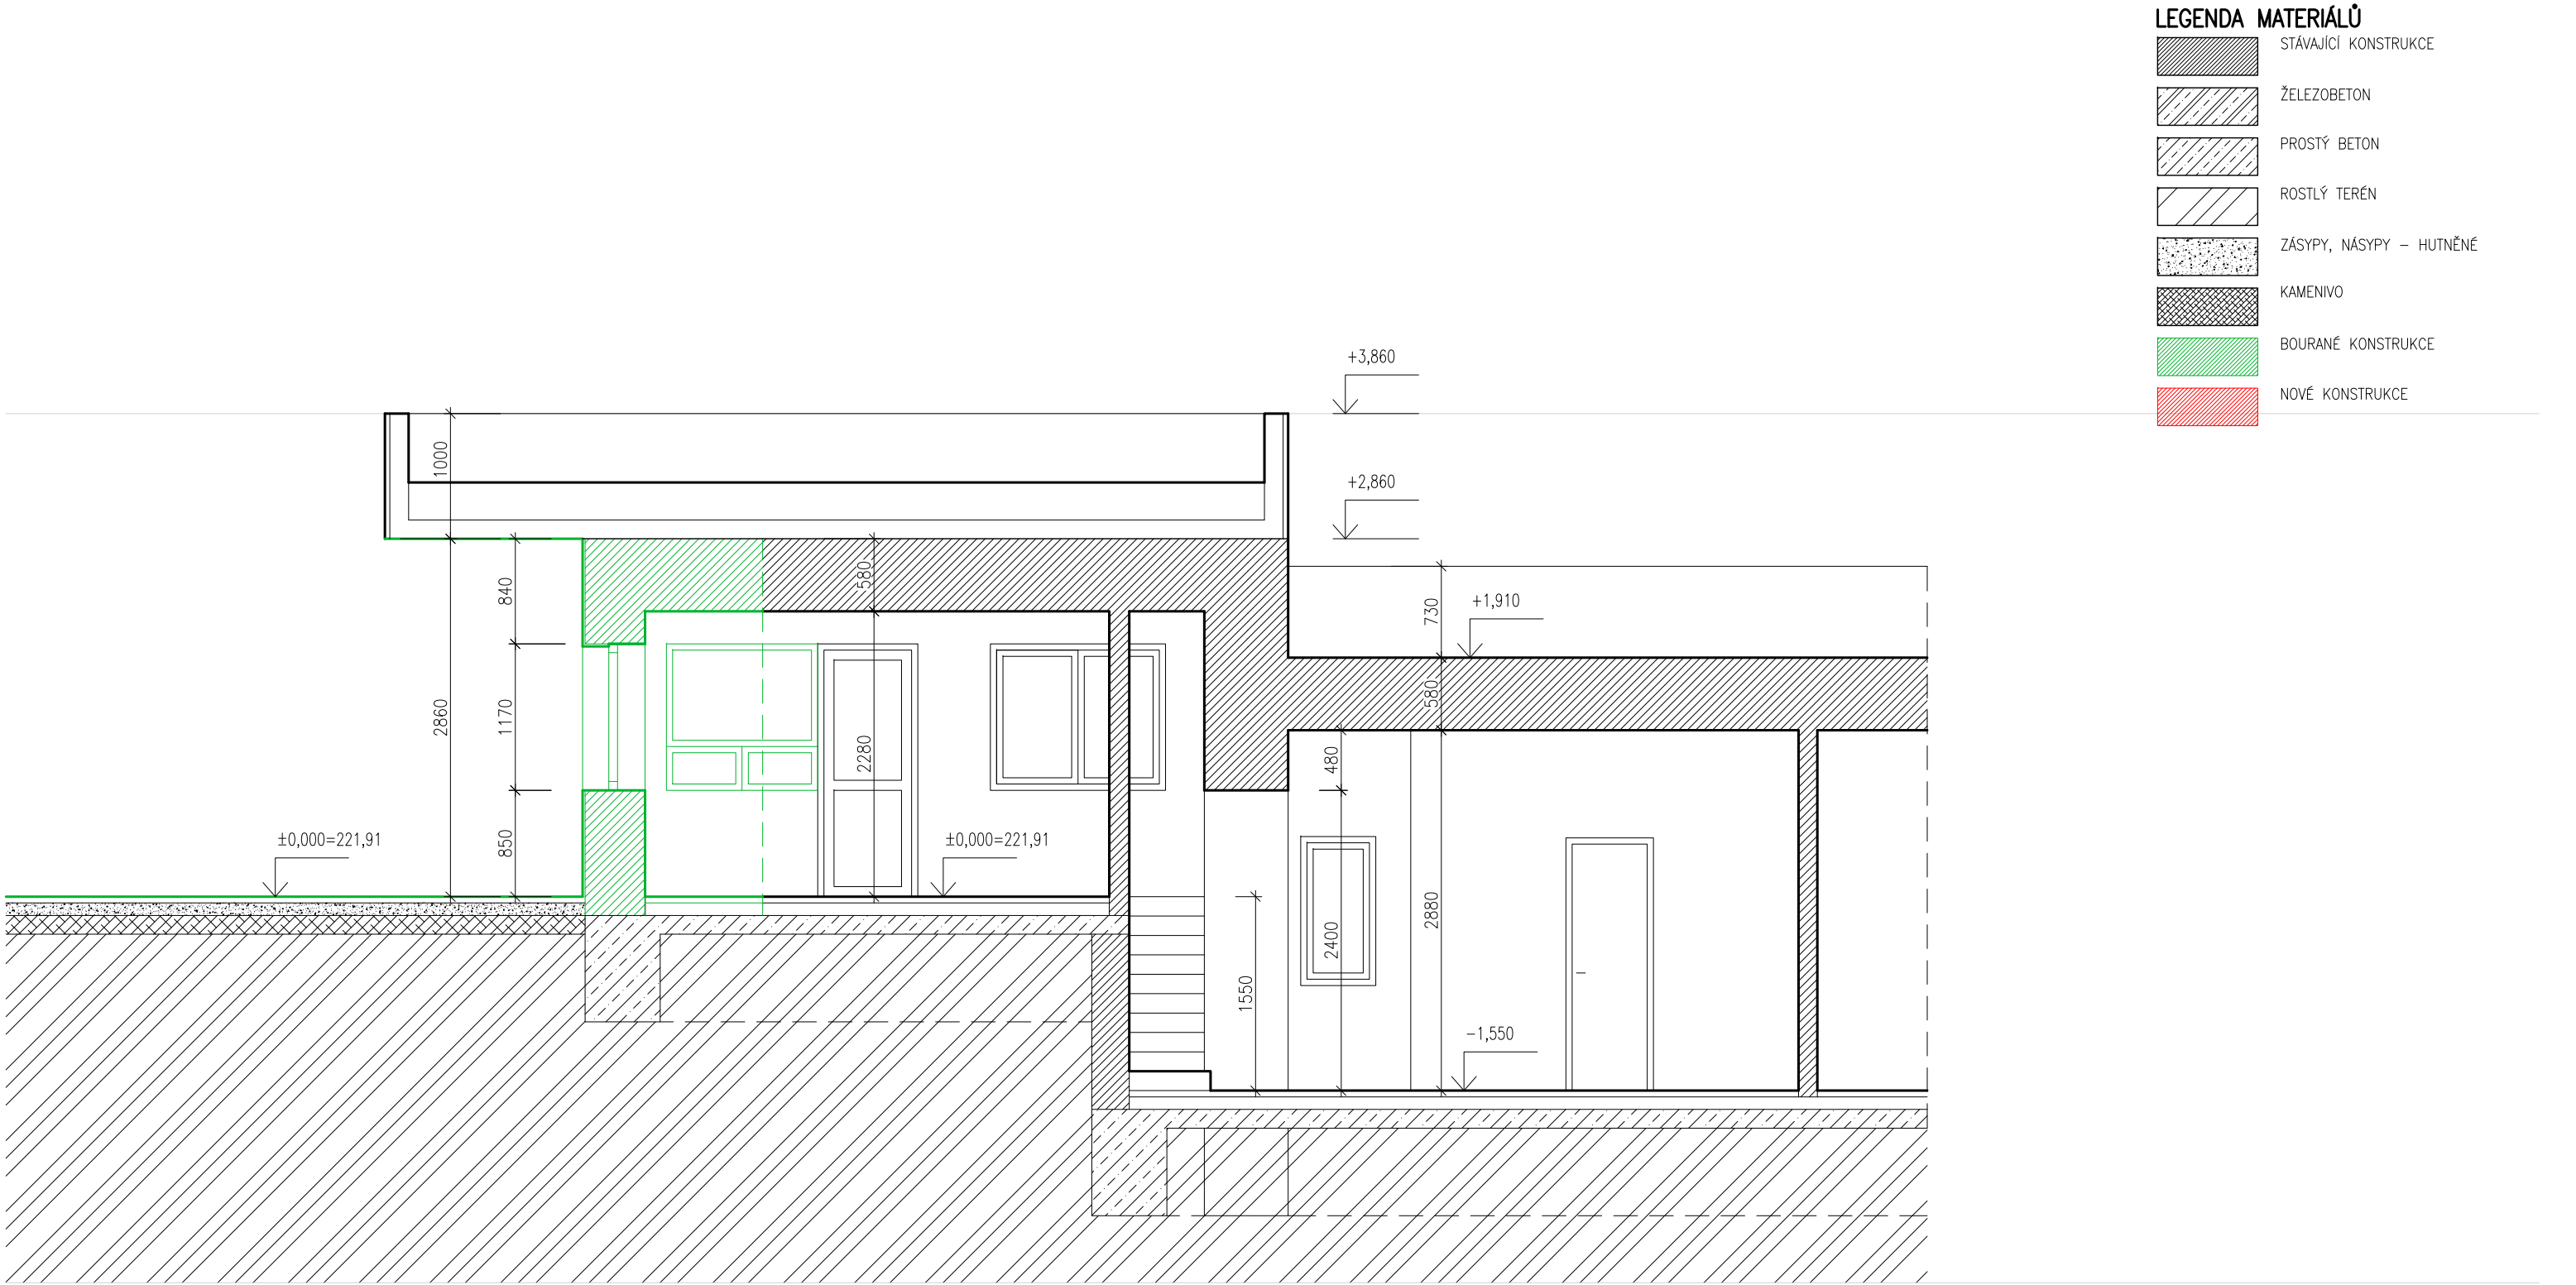 LEGENDA MATERIÁLŮ
STÁVAJÍCÍ KONSTRUKCE
ŽELEZOBETON
PROSTÝ BETON
ROSTLÝ TERÉN
ZÁSYPY, NÁSYPY – HUTNĚNÉ
KAMENIVO
BOURANÉ KONSTRUKCE
NOVÉ KONSTRUKCE
+3,860
1000
+2,860
840
580
730
+1,910
580
2860
1170
2280
480
850
±0,000=221,91
±0,000=221,91
2400
2880
1550
−1,550